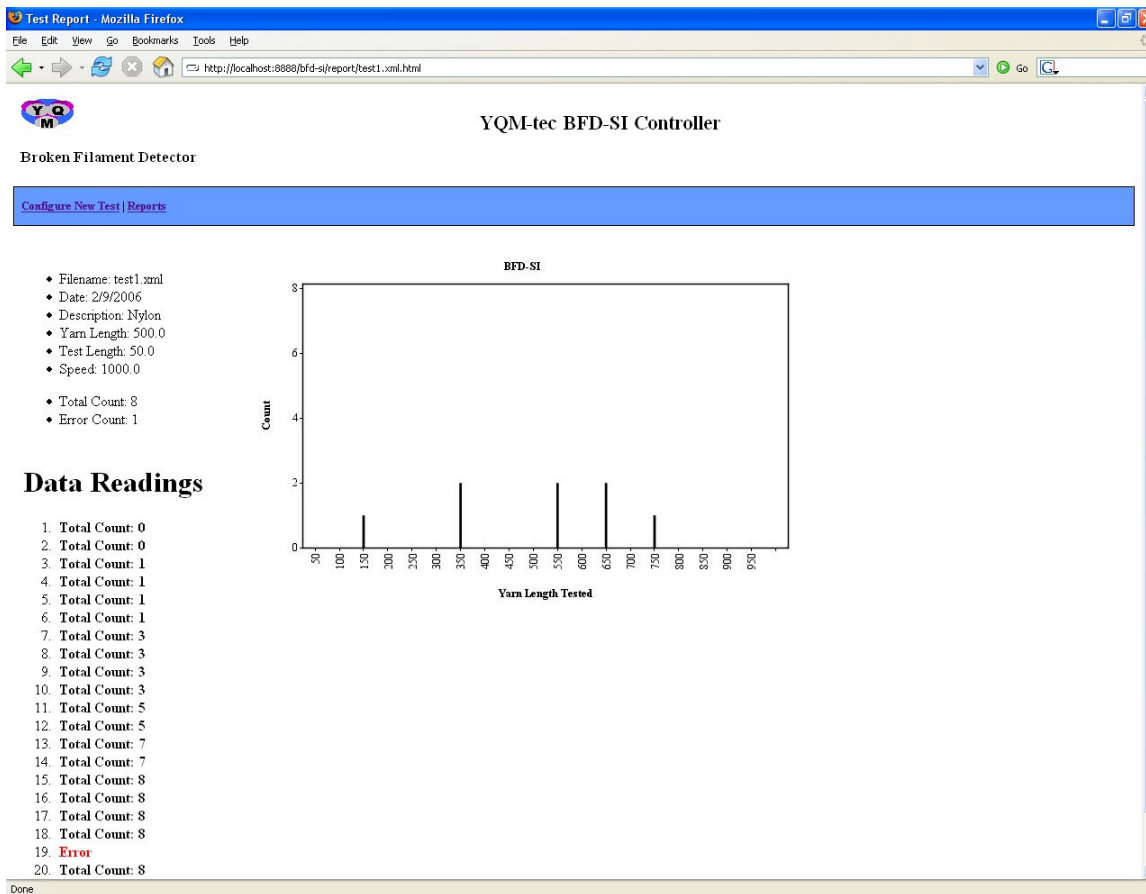 Test Report - Mozilla Firefox
File Edit View Go Bookmarks Tools Help
http://localhost:8888/bfd-si/report/test1.xml.html
Go
G
Y Q
M
YQM-tec BFD-SI Controller
Broken Filament Detector
Configure New Test | Reports
Filename: test1.xml
Date: 2/9/2006
Description: Nylon
Yarn Length: 500.0
Test Length: 50.0
Speed: 1000.0
Total Count: 8
Error Count: 1
Data Readings
1. Total Count: 0
2. Total Count: 0
3. Total Count: 1
4. Total Count: 1
5. Total Count: 1
6. Total Count: 1
7. Total Count: 3
8. Total Count: 3
9. Total Count: 3
10. Total Count: 3
11. Total Count: 5
12. Total Count: 5
13. Total Count: 7
14. Total Count: 7
15. Total Count: 8
16. Total Count: 8
17. Total Count: 8
18. Total Count: 8
19. Error
20. Total Count: 8
BFD-SI
8
6
4
2
0
Count
50 100 150 200 250 300 350 400 450 500 550 600 650 700 750 800 850 900 950
Yarn Length Tested
Done